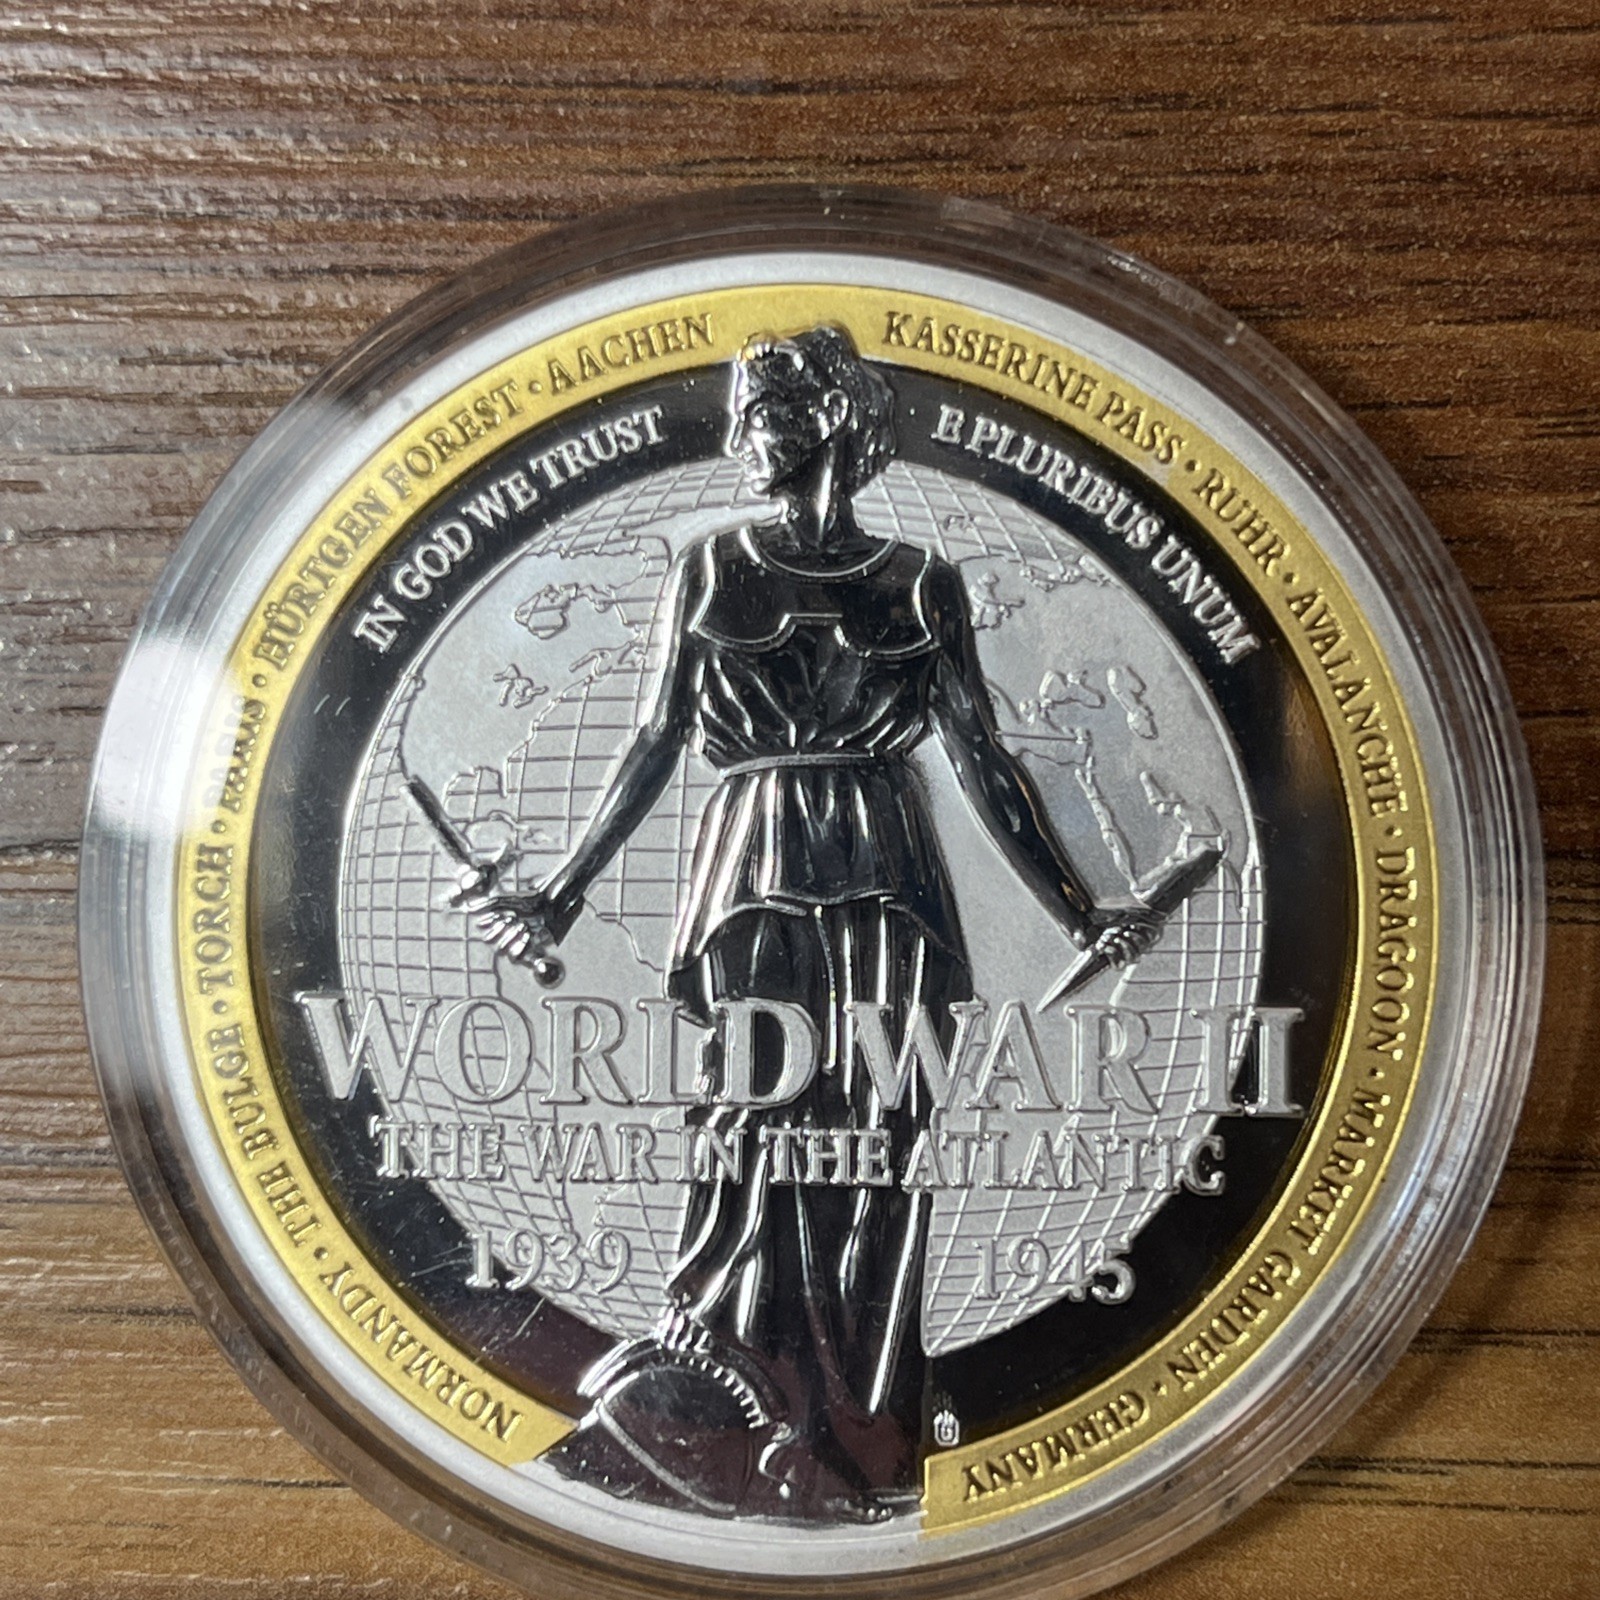 NORMANDY • THE BULGE • TORCH • PARIS • HÜRTGEN FOREST • AACHEN
KASSERINE PASS • RUHR • AVALANCHE • DRAGOON • MARKET GARDEN • GERMANY
IN GOD WE TRUST
E PLURIBUS UNUM
WORLD WAR II
THE WAR IN THE ATLANTIC
1939 1945